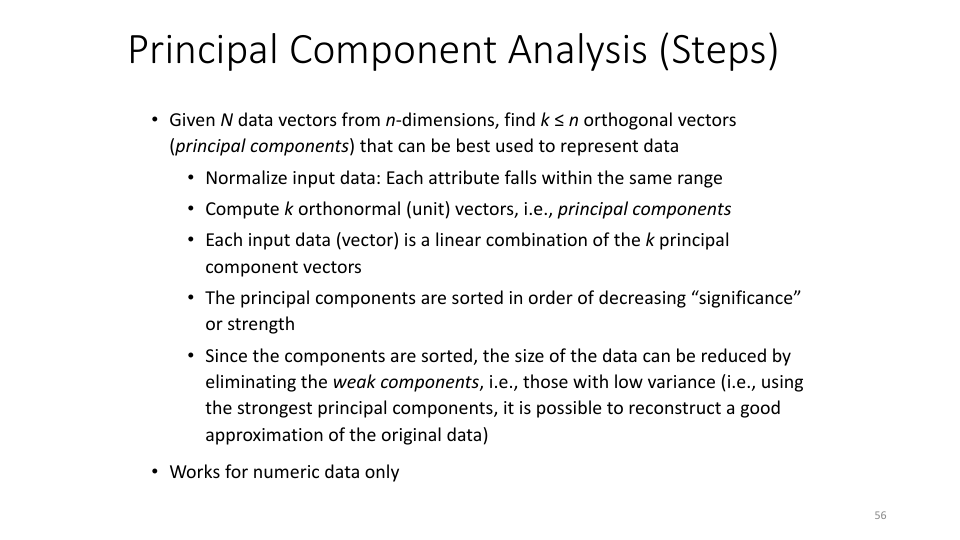 Principal Component Analysis (Steps)
• Given N data vectors from n-dimensions, find k ≤ n orthogonal vectors
(principal components) that can be best used to represent data
• Normalize input data: Each attribute falls within the same range
• Compute k orthonormal (unit) vectors, i.e., principal components
• Each input data (vector) is a linear combination of the k principal
component vectors
• The principal components are sorted in order of decreasing “significance”
or strength
• Since the components are sorted, the size of the data can be reduced by
eliminating the weak components, i.e., those with low variance (i.e., using
the strongest principal components, it is possible to reconstruct a good
approximation of the original data)
• Works for numeric data only
56